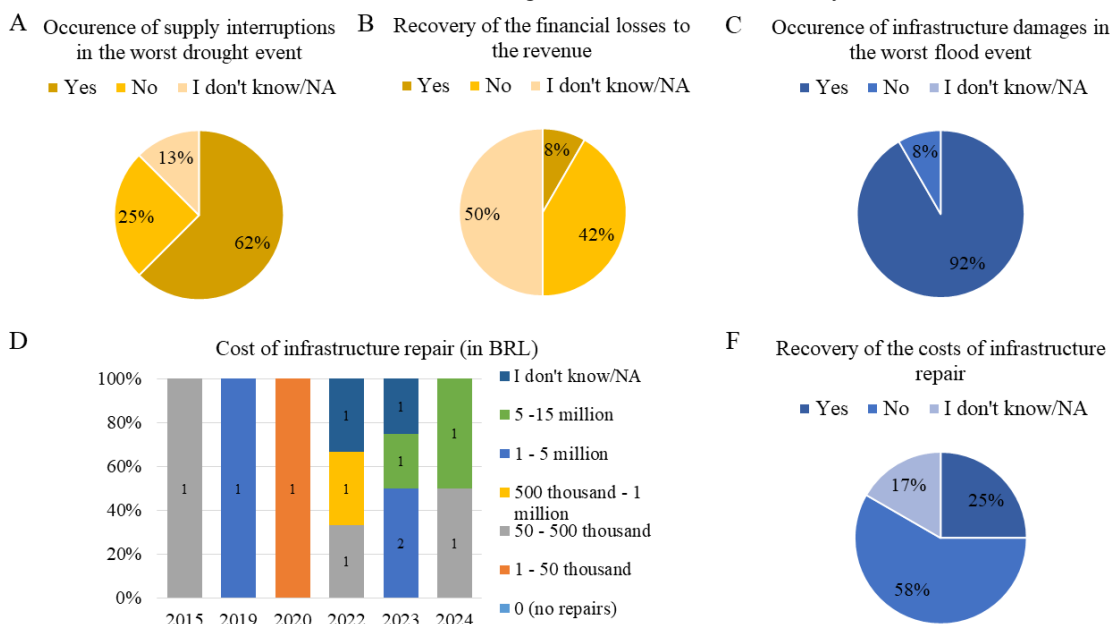 A
Occurence of supply interruptions
in the worst drought event
Yes
No
I don't know/NA
13%
25%
62%
B
Recovery of the financial losses to
the revenue
Yes
No
I don't know/NA
8%
50%
42%
C
Occurence of infrastructure damages in
the worst flood event
Yes
No
I don't know/NA
8%
92%
D
Cost of infrastructure repair (in BRL)
100%
80%
60%
40%
20%
0%
1
1
1
1
1
1
1
1
2
1
1
2015
2019
2020
2022
2023
2024
I don't know/NA
5 -15 million
1 - 5 million
500 thousand - 1
million
50 - 500 thousand
1 - 50 thousand
0 (no repairs)
F
Recovery of the costs of infrastructure
repair
Yes
No
I don't know/NA
17%
25%
58%